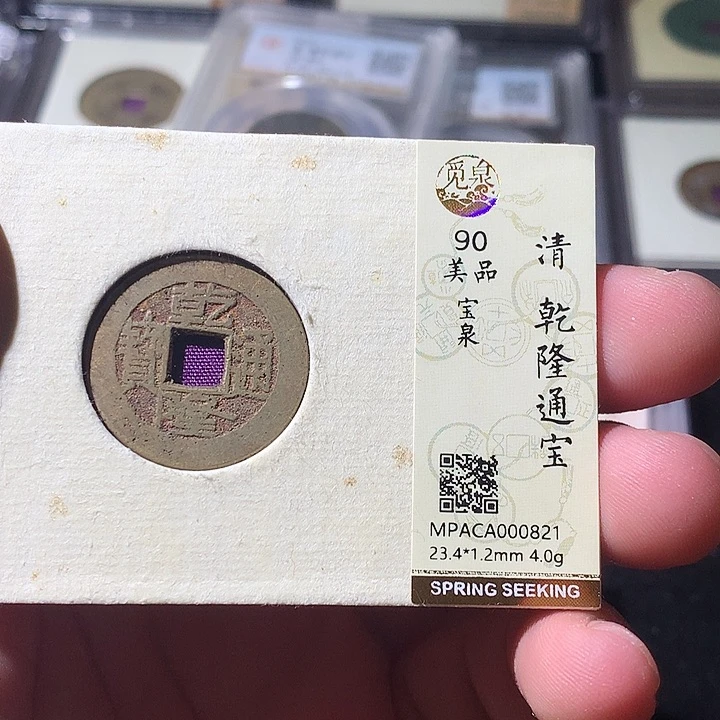 觅泉
90
美品
宝泉
清 乾隆通宝
MPACA000821
23.4*1.2mm 4.0g
SPRING SEEKING
乾隆通寶